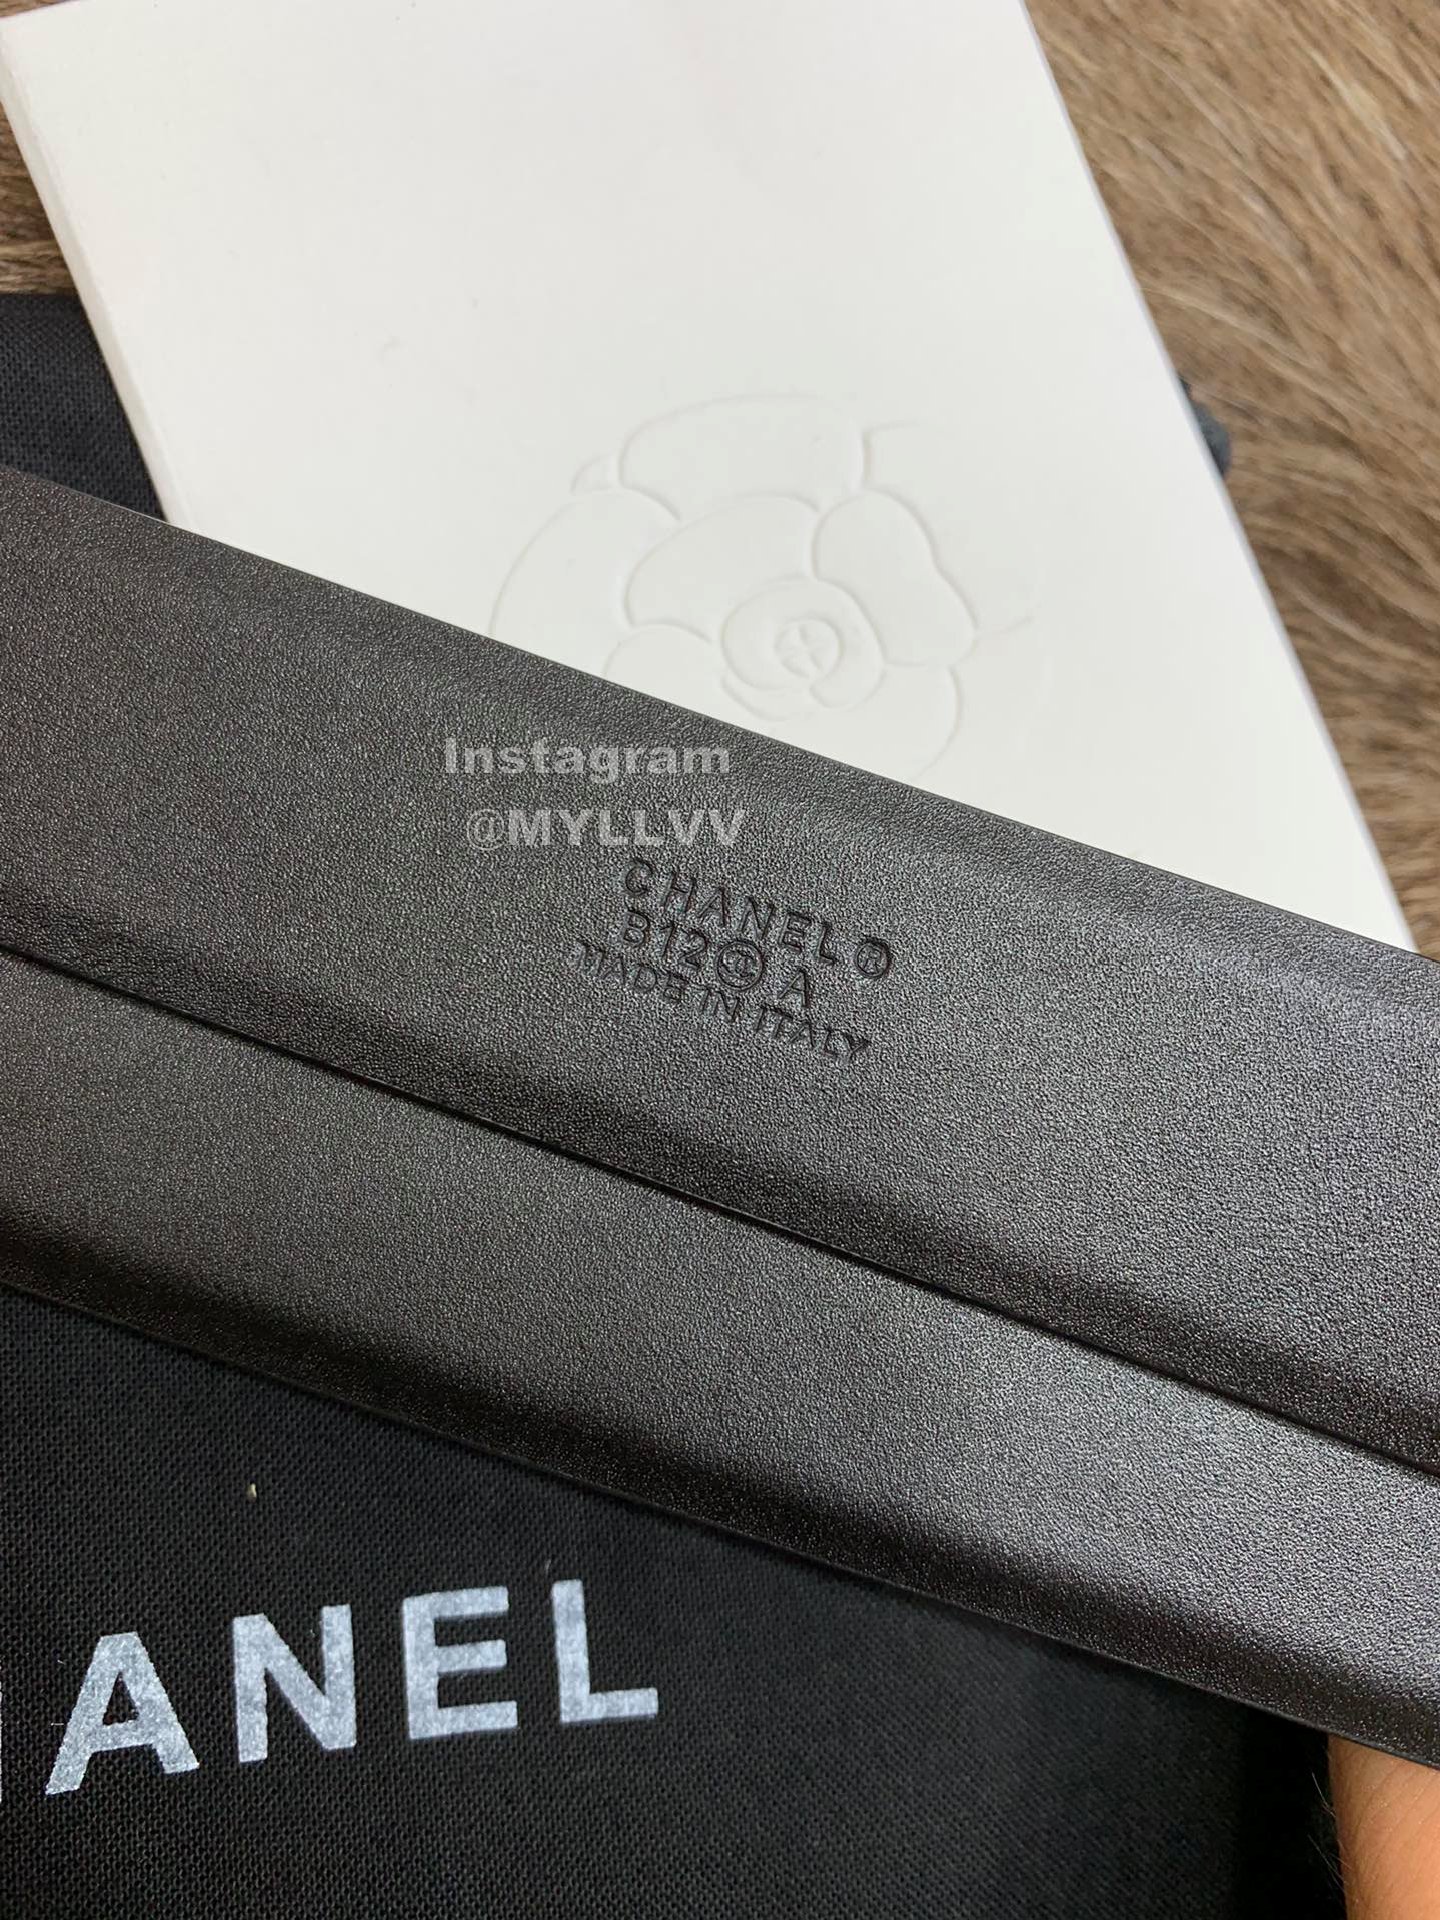 Instagram
@MYLLVV
CHANEL®
B12 A
MADE IN ITALY
ANEL